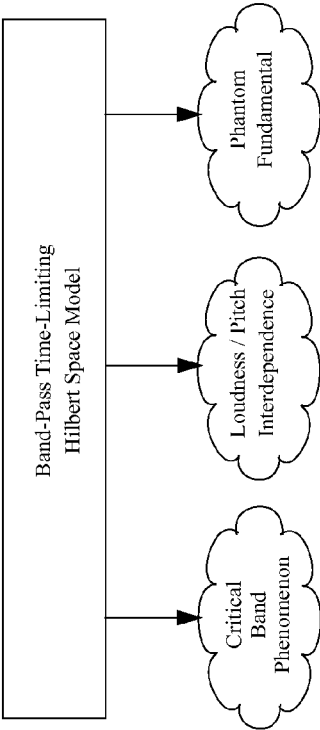 Band-Pass Time-Limiting
Hilbert Space Model
Critical
Band
Phenomenon
Loudness / Pitch
Interdependence
Phantom
Fundamental